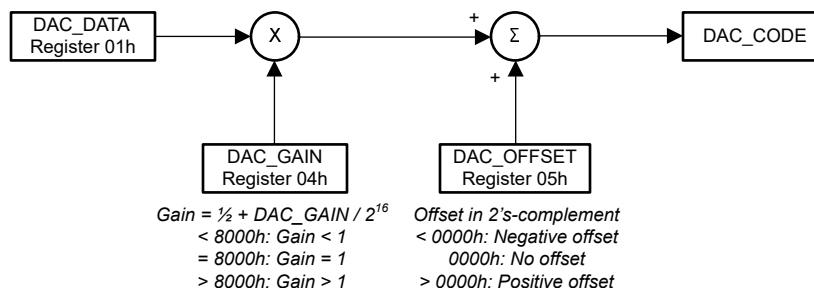 DAC_DATA
Register 01h
X
+
Σ
+
DAC_CODE
DAC_GAIN
Register 04h
DAC_OFFSET
Register 05h
Gain = ½ + DAC_GAIN / 2¹⁶
< 8000h: Gain < 1
= 8000h: Gain = 1
> 8000h: Gain > 1
Offset in 2's-complement
< 0000h: Negative offset
0000h: No offset
> 0000h: Positive offset